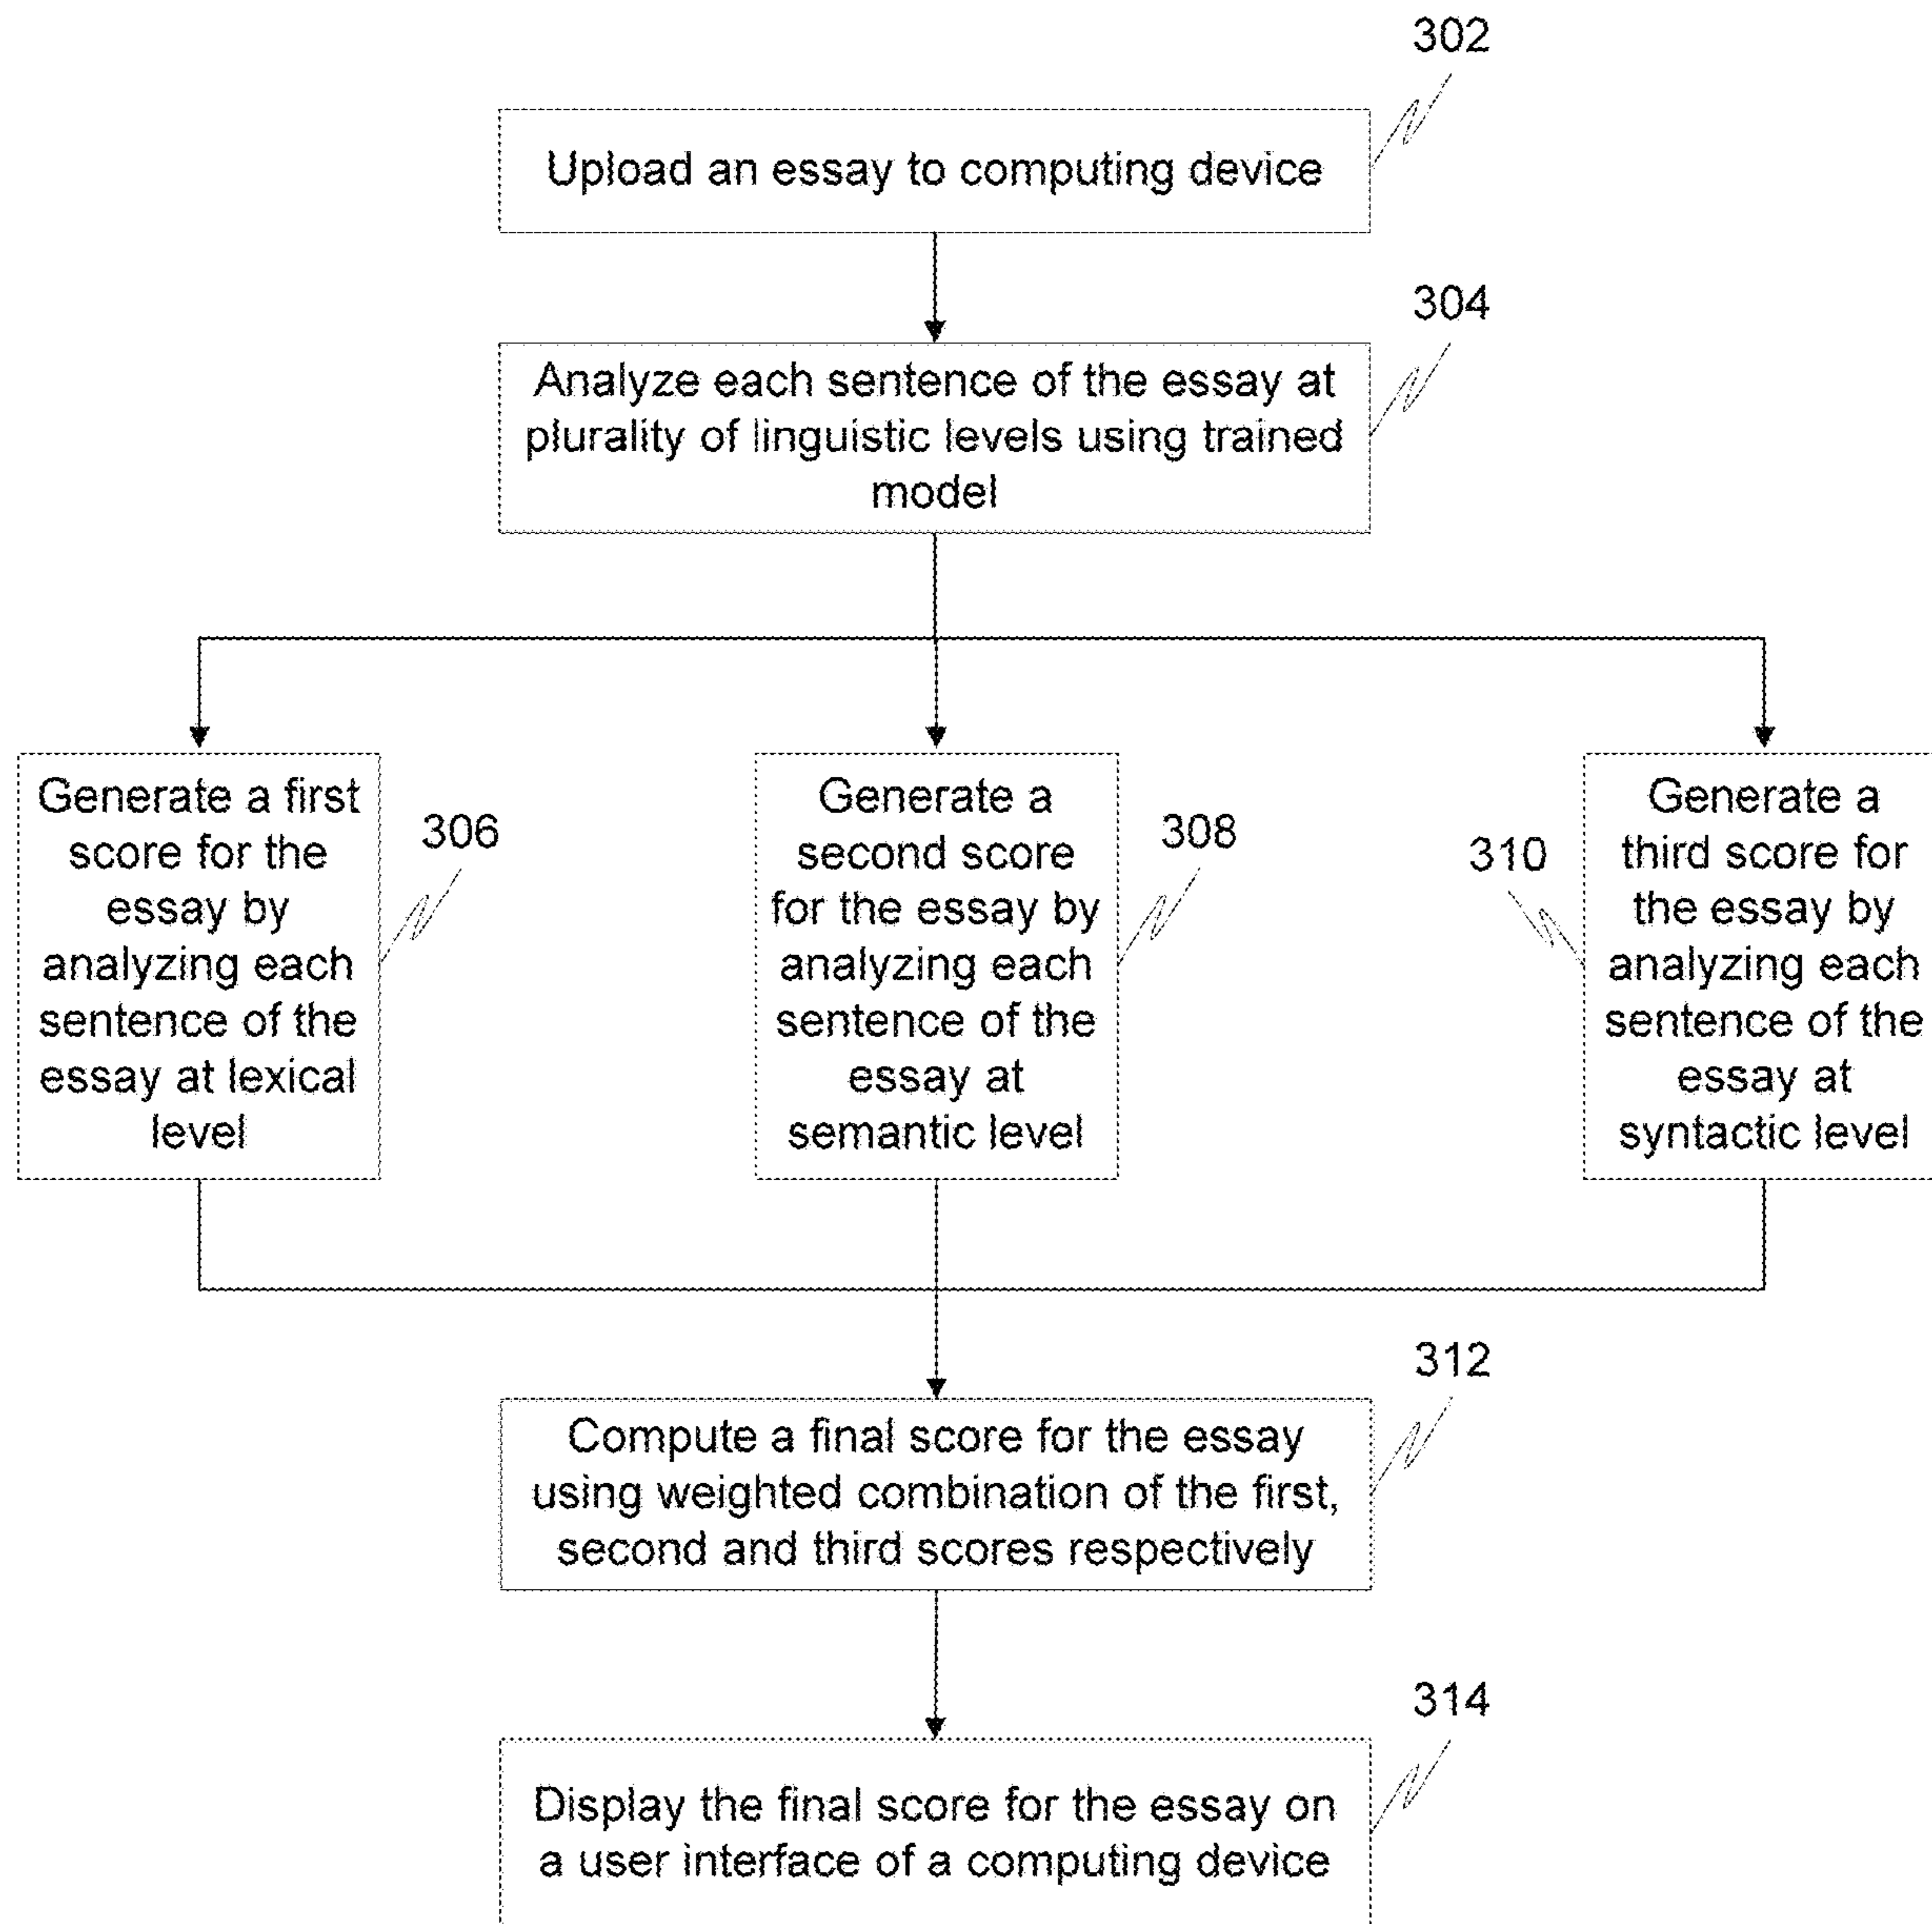 302
Upload an essay to computing device
304
Analyze each sentence of the essay at
plurality of linguistic levels using trained
model
Generate a first
score for the
essay by
analyzing each
sentence of the
essay at lexical
level
306
Generate a
second score
for the essay by
analyzing each
sentence of the
essay at
semantic level
308
310
Generate a
third score for
the essay by
analyzing each
sentence of the
essay at
syntactic level
312
Compute a final score for the essay
using weighted combination of the first,
second and third scores respectively
314
Display the final score for the essay on
a user interface of a computing device